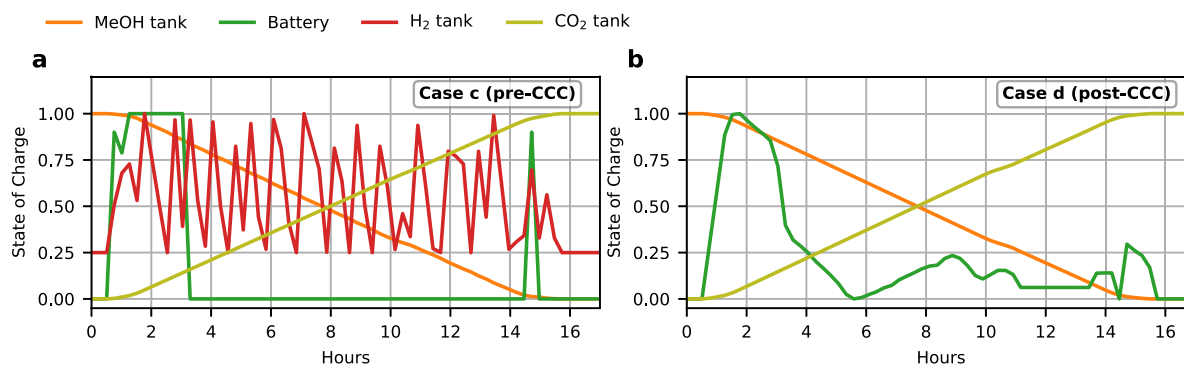 MeOH tank Battery H₂ tank CO₂ tank
a
Case c (pre-CCC)
State of Charge
1.00
0.75
0.50
0.25
0.00
0 2 4 6 8 10 12 14 16
Hours
b
Case d (post-CCC)
State of Charge
1.00
0.75
0.50
0.25
0.00
0 2 4 6 8 10 12 14 16
Hours